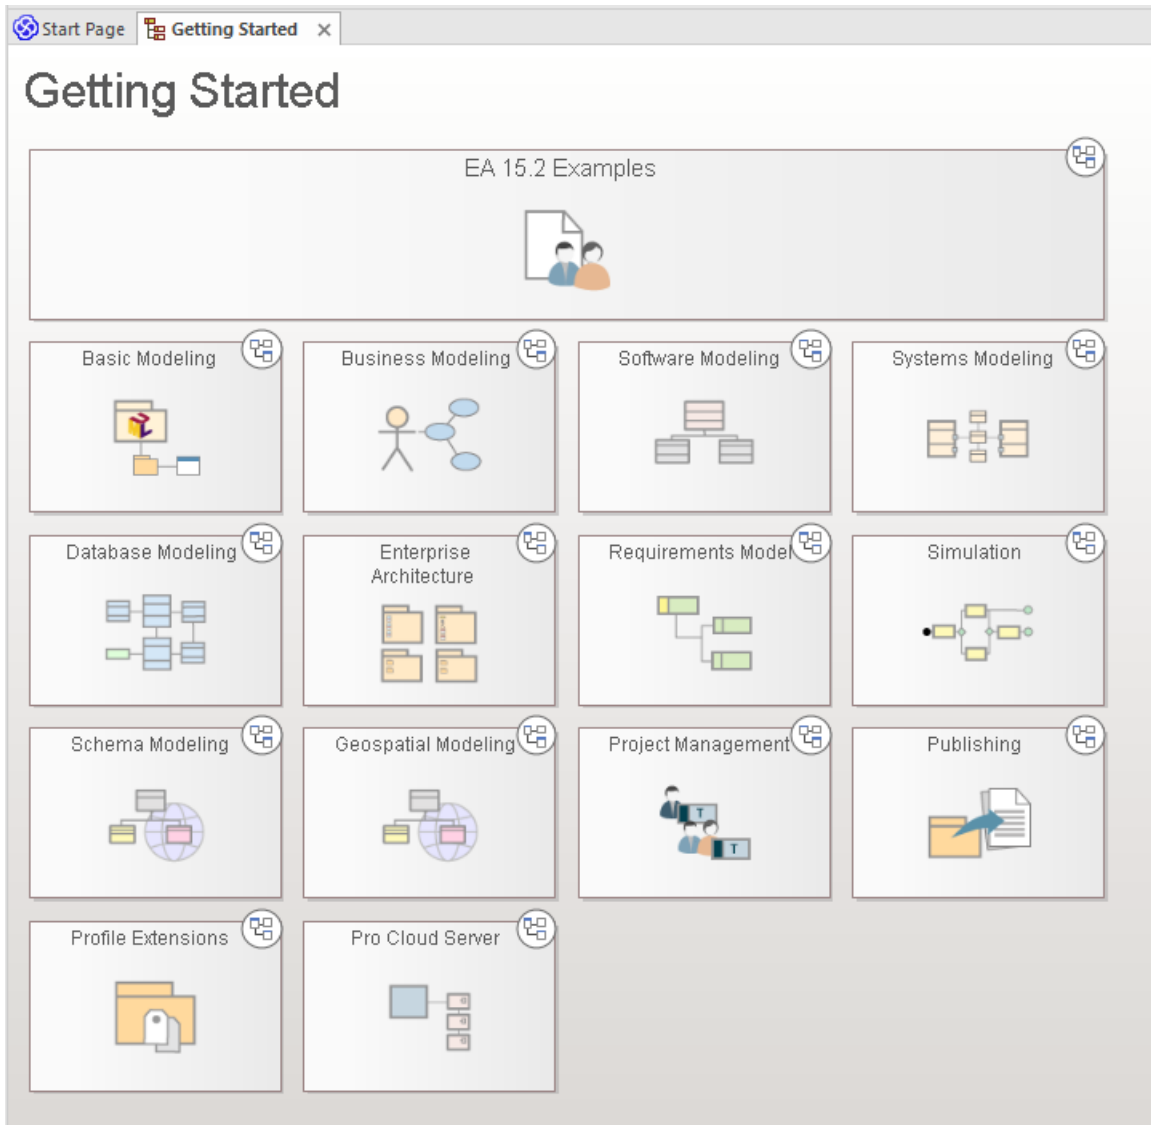 Start Page
Getting Started
Getting Started
EA 15.2 Examples
Basic Modeling
Business Modeling
Software Modeling
Systems Modeling
Database Modeling
Enterprise
Architecture
Requirements Model
Simulation
Schema Modeling
Geospatial Modeling
Project Management
T
T
Publishing
Profile Extensions
Pro Cloud Server